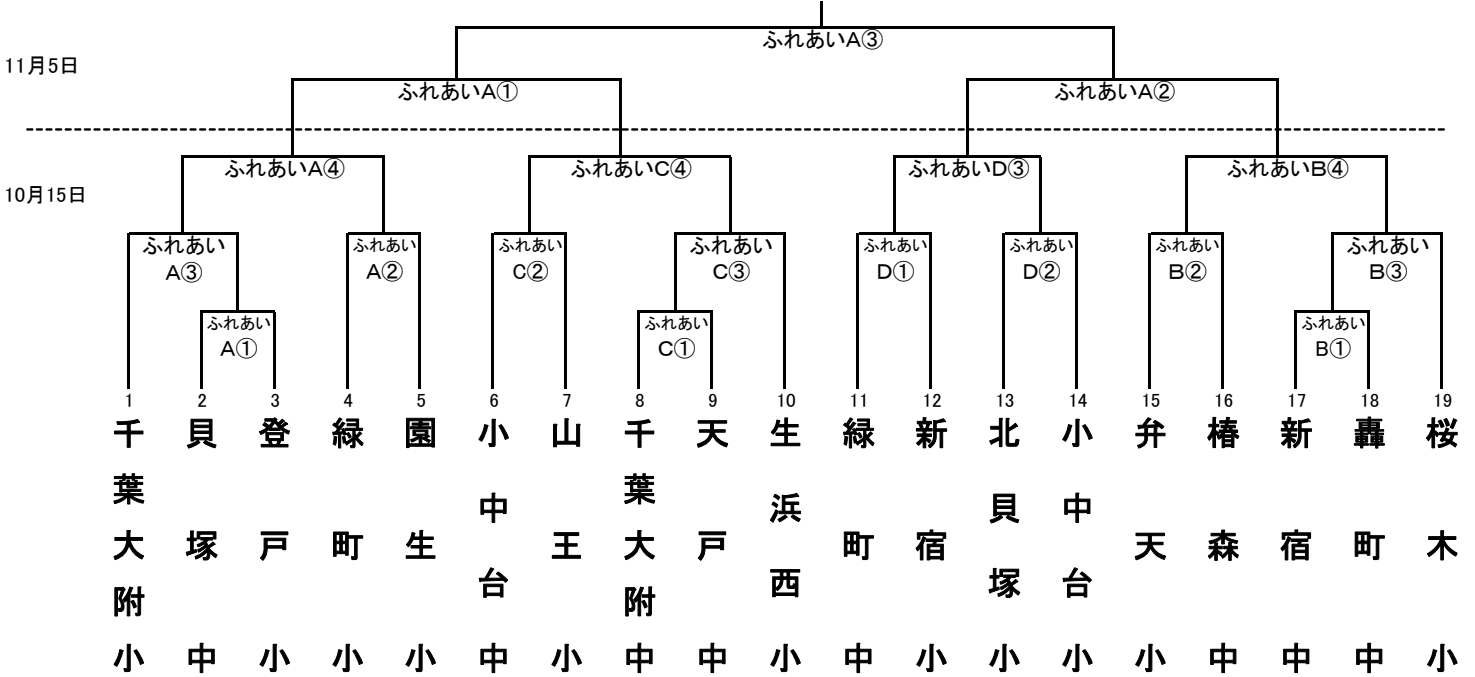 ふれあいA③
11月5日
ふれあいA①
ふれあいA②
ふれあいA④
ふれあいC④
ふれあいD③
ふれあいB④
10月15日
ふれあい
A③
ふれあい
A②
ふれあい
C②
ふれあい
C③
ふれあい
D①
ふれあい
D②
ふれあい
B②
ふれあい
B③
ふれあい
A①
ふれあい
C①
ふれあい
B①
1
千葉大附小
2
貝塚中
3
登戸小
4
緑町小
5
園生小
6
小中台中
7
山王小
8
千葉大附中
9
天戸中
10
生浜西小
11
緑町中
12
新宿小
13
北貝塚小
14
小中台小
15
弁天小
16
椿森中
17
新宿中
18
轟町中
19
桜木小